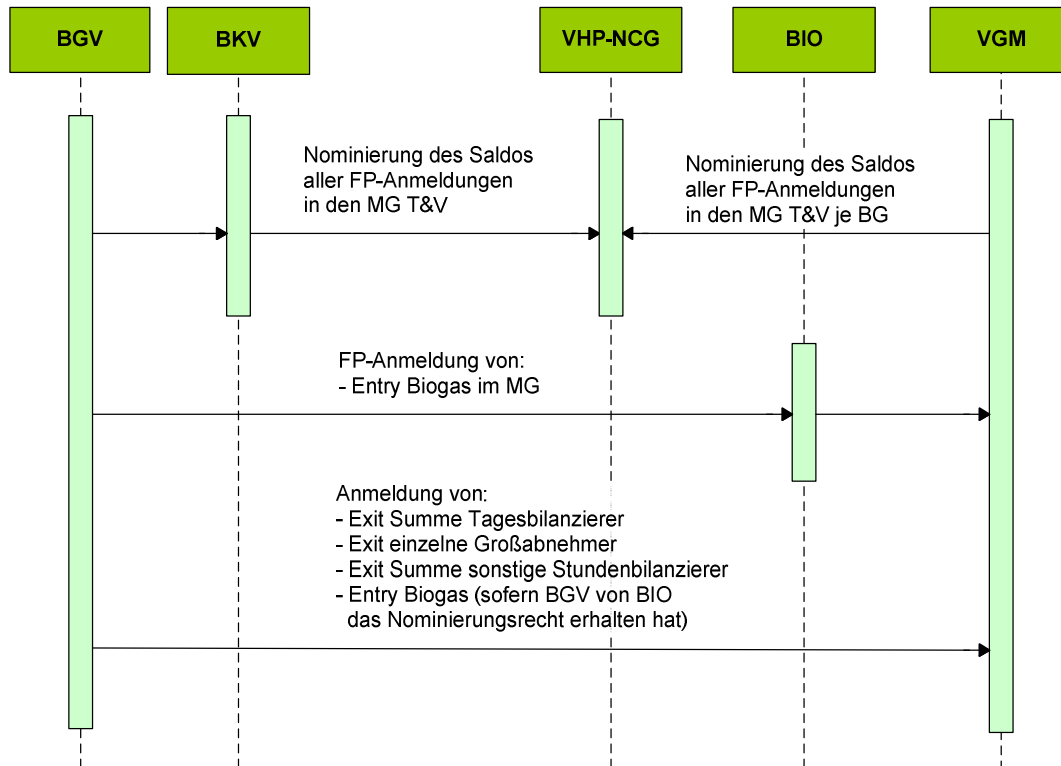 BGV
BKV
VHP-NCG
BIO
VGM
Nominierung des Saldos
aller FP-Anmeldungen
in den MG T&V
Nominierung des Saldos
aller FP-Anmeldungen
in den MG T&V je BG
FP-Anmeldung von:
- Entry Biogas im MG
Anmeldung von:
- Exit Summe Tagesbilanzierer
- Exit einzelne Großabnehmer
- Exit Summe sonstige Stundenbilanzierer
- Entry Biogas (sofern BGV von BIO
das Nominierungsrecht erhalten hat)